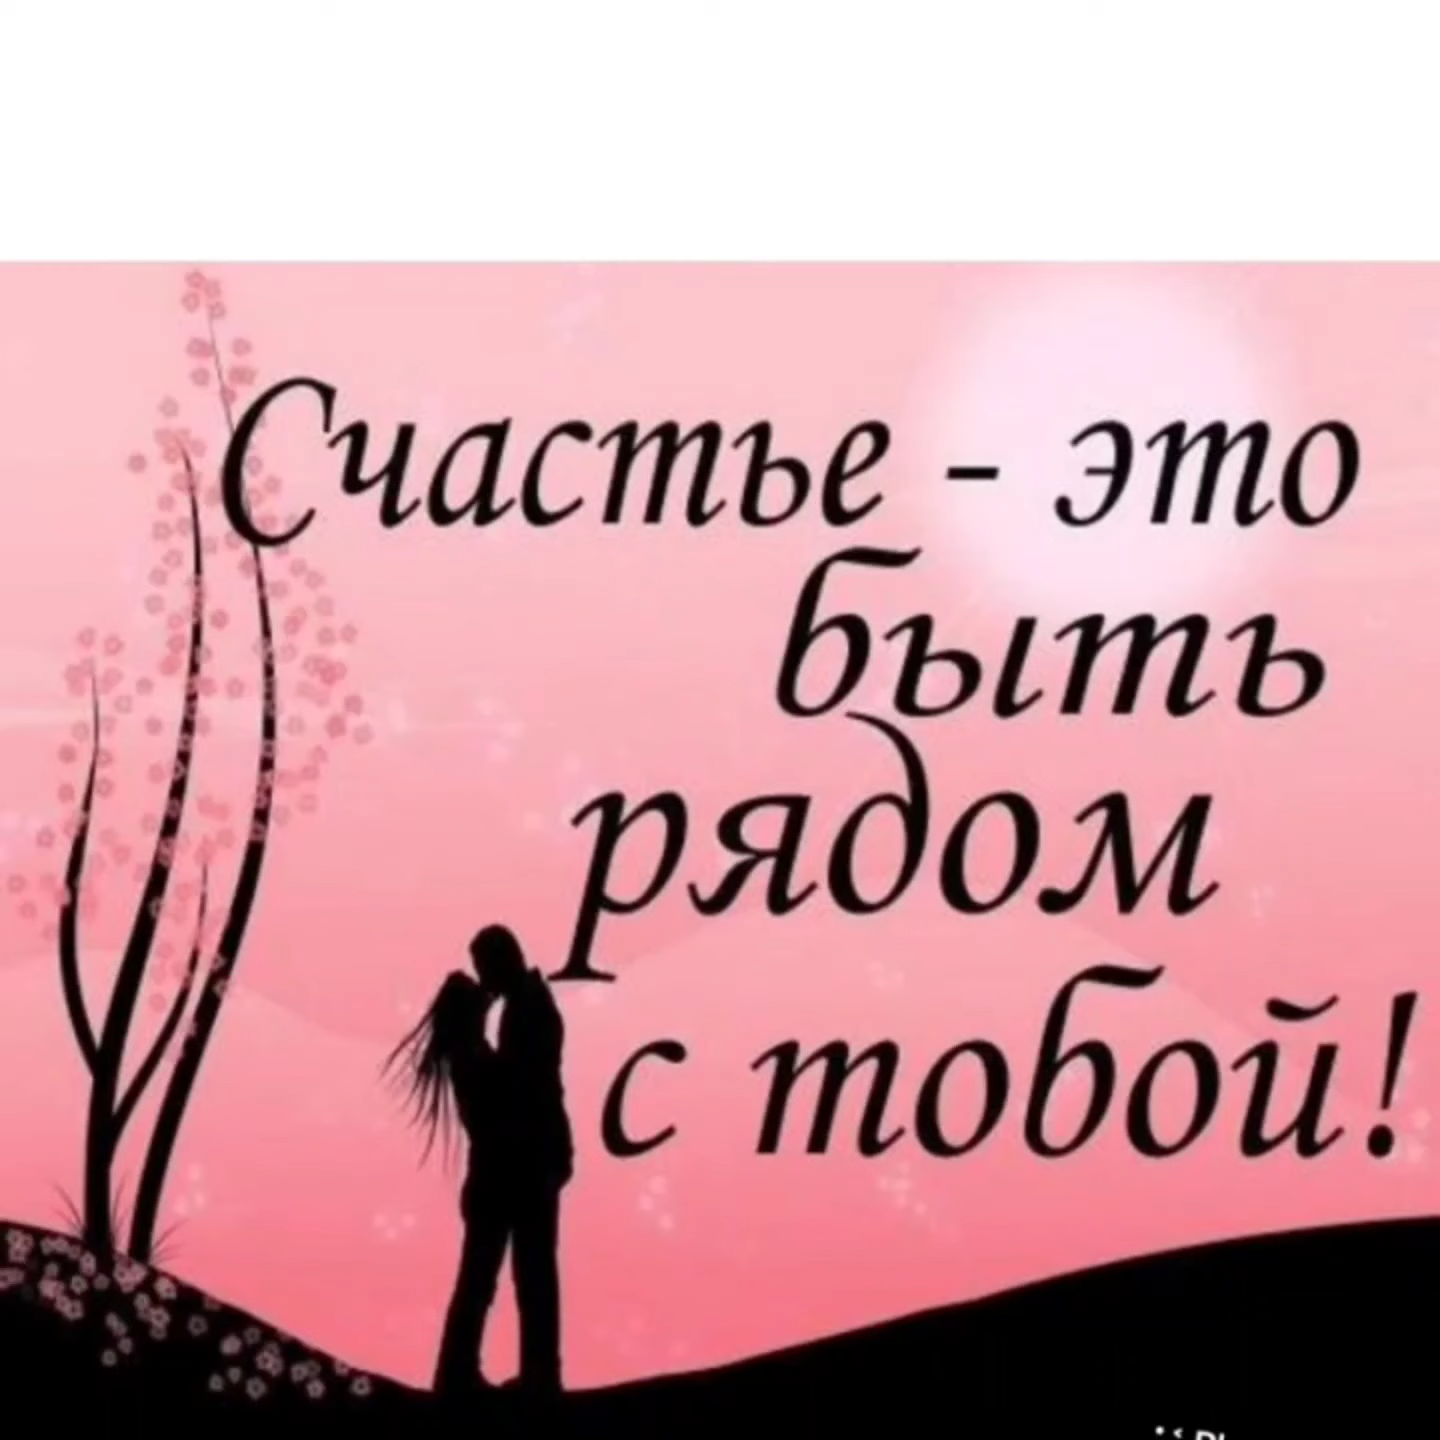 Счастье - это
быть
рядом
с тобой!